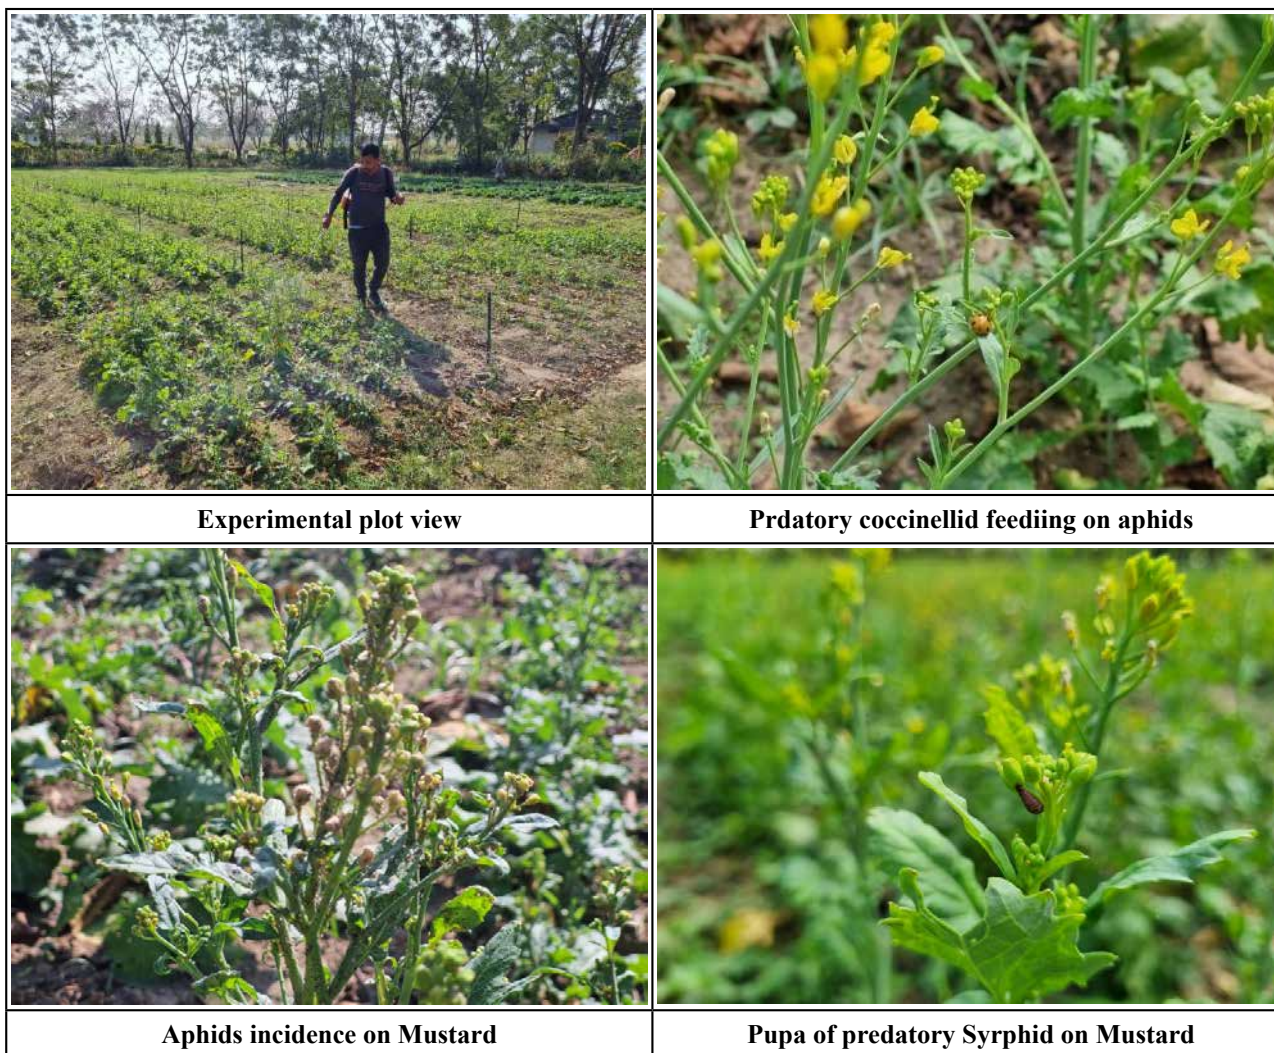 Experimental plot view
Prdatory coccinellid feediing on aphids
Aphids incidence on Mustard
Pupa of predatory Syrphid on Mustard